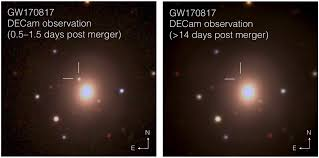 GW170817
DECam observation
(0.5–1.5 days post merger)
N
E
GW170817
DECam observation
(>14 days post merger)
N
E